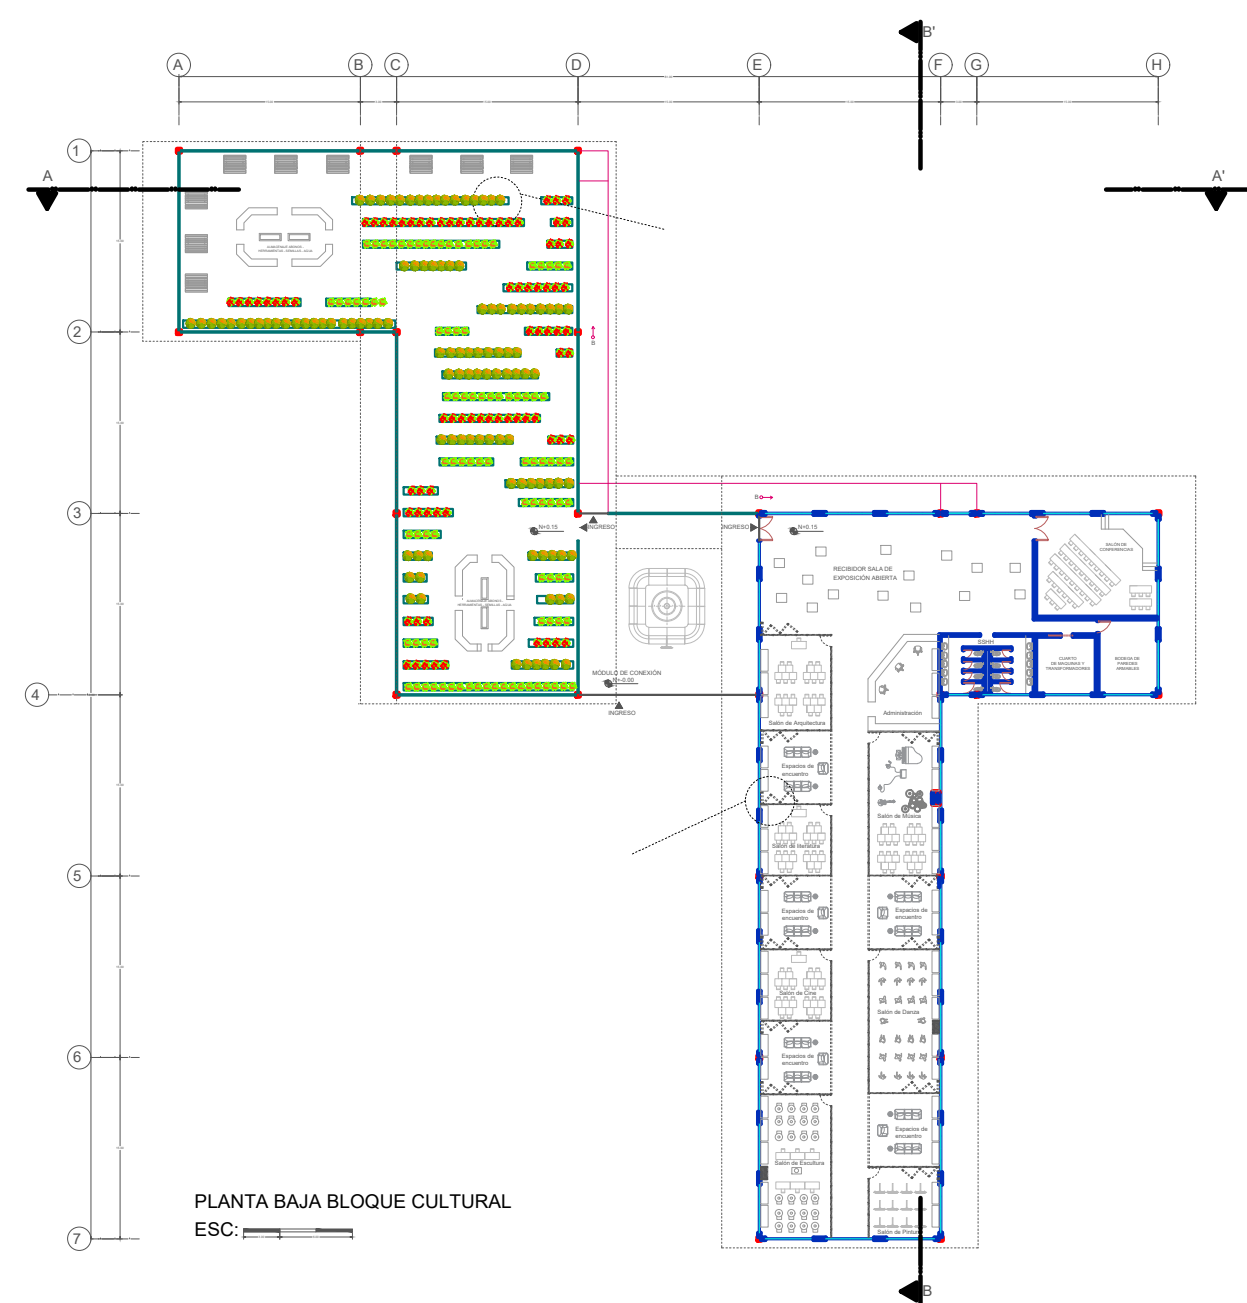 B'
A
B
C
D
E
F
G
H
1
A
A'
2
B
B
3
INGRESO
N+0.15
INGRESO
N+0.15
SALÓN DE
CONFERENCIAS
RECIBIDOR SALA DE
EXPOSICIÓN ABIERTA
SSHH
CUARTO
DE MAQUINAS Y
TRANSFORMADORES
BODEGA DE
PAREDES
ARMABLES
MÓDULO DE CONEXIÓN
N+-0.00
4
INGRESO
Administración
Salón de Arquitectura
Espacios de
encuentro
Salón de Música
Salón de literatura
5
Espacios de
encuentro
Espacios de
encuentro
Salón de Cine
Salón de Danza
6
Espacios de
encuentro
Espacios de
encuentro
Salón de Escultura
PLANTA BAJA BLOQUE CULTURAL
ESC:
7
Salón de Pintura
B